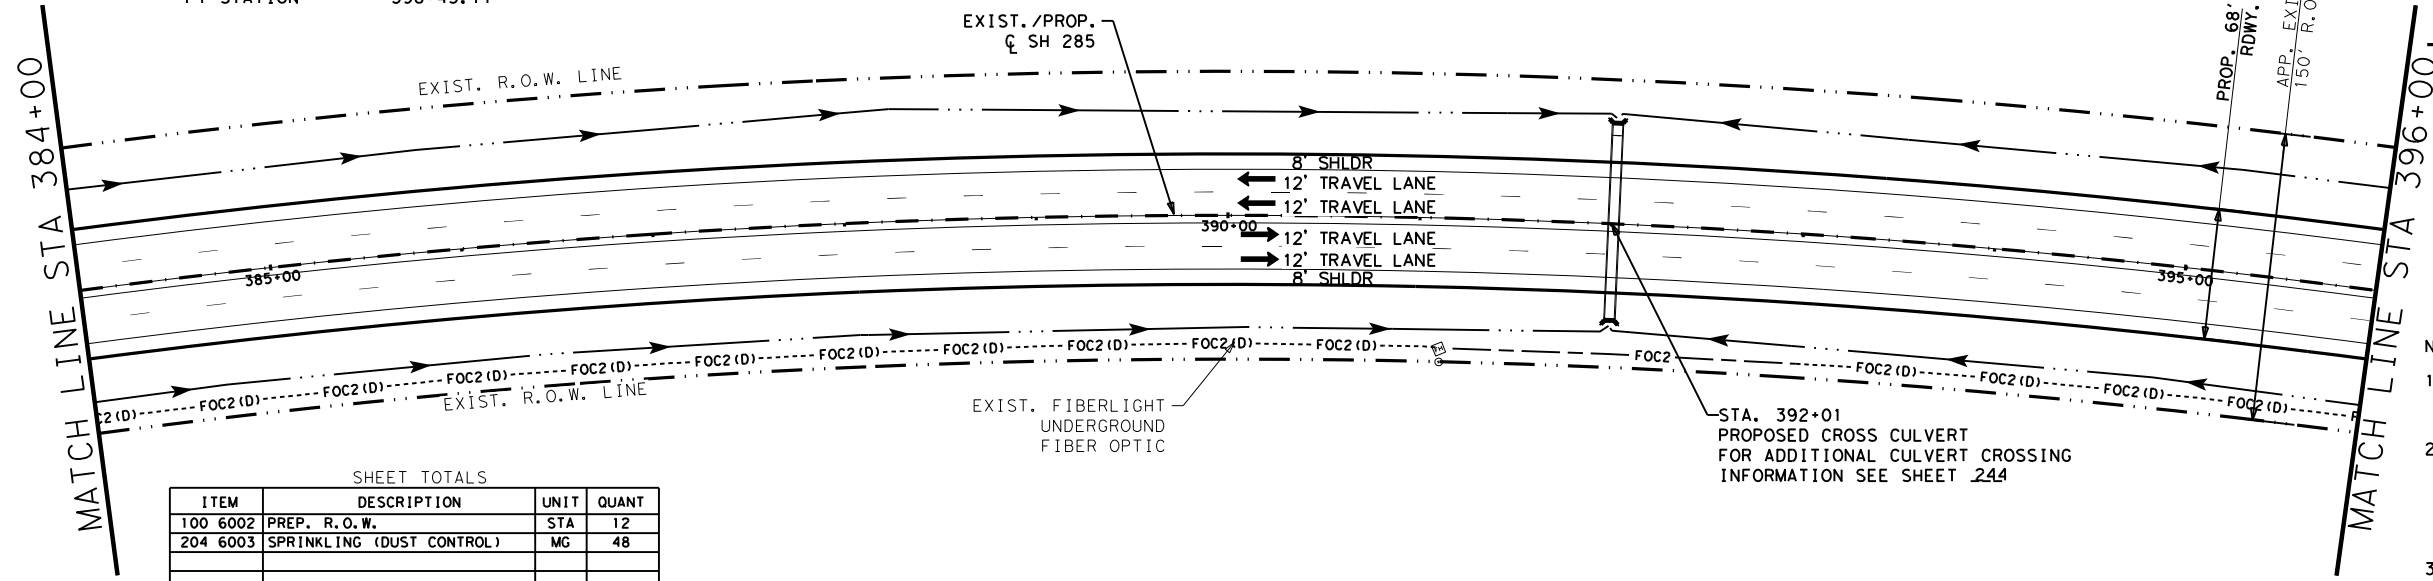 EXIST./PROP.
℄ SH 285
EXIST. R.O.W. LINE
MATCH LINE STA 384+00
PROP. 68'
RDWY.
MATCH LINE STA 396+00
8' SHLDR
12' TRAVEL LANE
12' TRAVEL LANE
390+00
12' TRAVEL LANE
12' TRAVEL LANE
8' SHLDR
385+00
395+00
C2(D) FOC2(D) FOC2(D) FOC2(D) FOC2(D) FOC2(D) FOC2(D) FOC2(D) FOC2(D) FOC2(D) FOC2(D) FOC2 FOC2(D) FOC2(D) FOC2(D) FOC2(D) F
EXIST. R.O.W. LINE
EXIST. FIBERLIGHT
UNDERGROUND
FIBER OPTIC
STA. 392+01
PROPOSED CROSS CULVERT
FOR ADDITIONAL CULVERT CROSSING
INFORMATION SEE SHEET 244
SHEET TOTALS
ITEM DESCRIPTION UNIT QUANT
100 6002 PREP. R.O.W. STA 12
204 6003 SPRINKLING (DUST CONTROL) MG 48
APP.
150' R.O
N
1
2
3